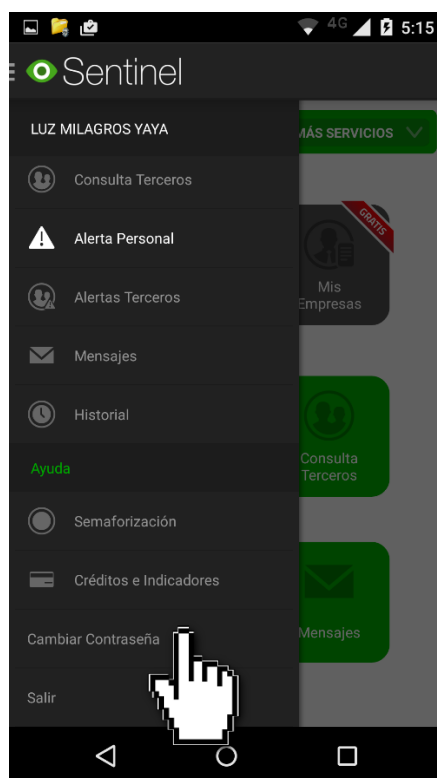 4G 5:15
Sentinel
LUZ MILAGROS YAYA
MÁS SERVICIOS
Consulta Terceros
Alerta Personal
GRATIS
Alertas Terceros
Mis
Empresas
Mensajes
Historial
Consulta
Terceros
Ayuda
Semaforización
Créditos e Indicadores
Cambiar Contraseña
Mensajes
Salir